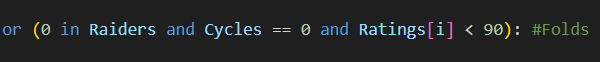 or (0 in Raiders and Cycles == 0 and Ratings[i] < 90): #Folds